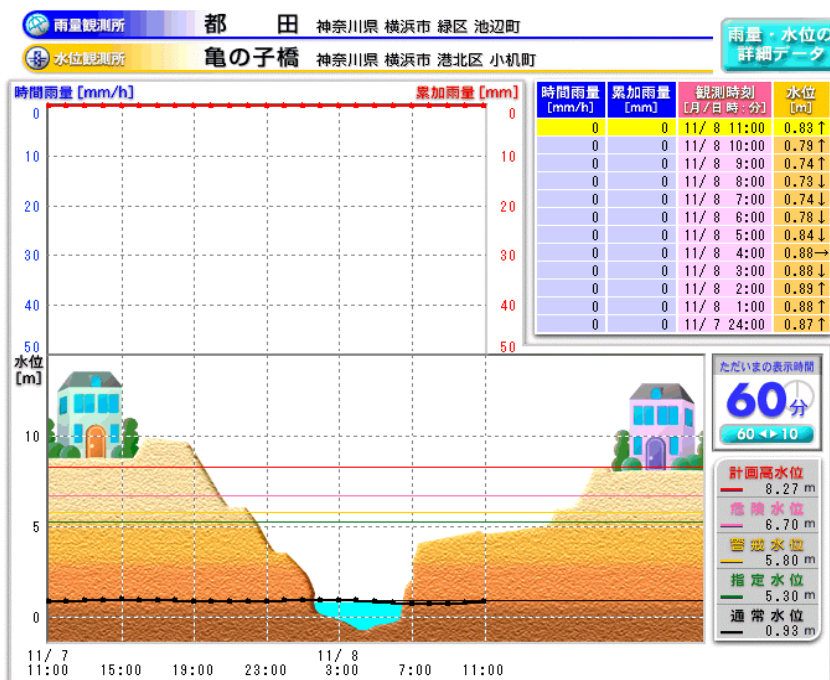 雨量観測所 都 田 神奈川県 横浜市 緑区 池辺町
水位観測所 亀の子橋 神奈川県 横浜市 港北区 小机町
雨量・水位の
詳細データ
時間雨量 [mm/h] 累加雨量 [mm]
0 0
10 10
20 20
30 30
40 40
50 50
水位
[m]
10
5
0
11/ 7 11/ 8
11:00 15:00 19:00 23:00 3:00 7:00 11:00
時間雨量 累加雨量 観測時刻 水位
[mm/h] [mm] [月/日 時:分] [m]
0 0 11/ 8 11:00 0.83↑
0 0 11/ 8 10:00 0.79↑
0 0 11/ 8 9:00 0.74↑
0 0 11/ 8 8:00 0.73↓
0 0 11/ 8 7:00 0.74↓
0 0 11/ 8 6:00 0.78↓
0 0 11/ 8 5:00 0.84↓
0 0 11/ 8 4:00 0.88→
0 0 11/ 8 3:00 0.88↓
0 0 11/ 8 2:00 0.89↑
0 0 11/ 8 1:00 0.88↑
0 0 11/ 7 24:00 0.87↑
ただいまの表示時間
60分
60◀▶10
計画高水位
8.27 m
危険水位
6.70 m
警戒水位
5.80 m
指定水位
5.30 m
通常水位
0.93 m